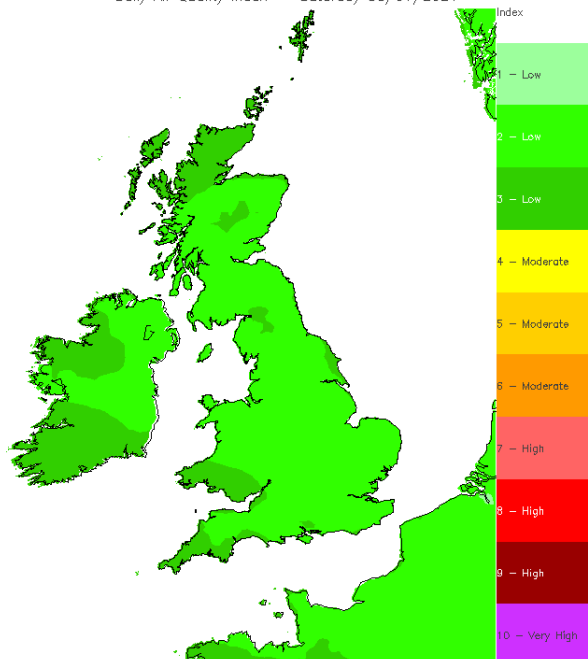 Index
1 - Low
2 - Low
3 - Low
4 - Moderate
5 - Moderate
6 - Moderate
7 - High
8 - High
9 - High
10 - Very High